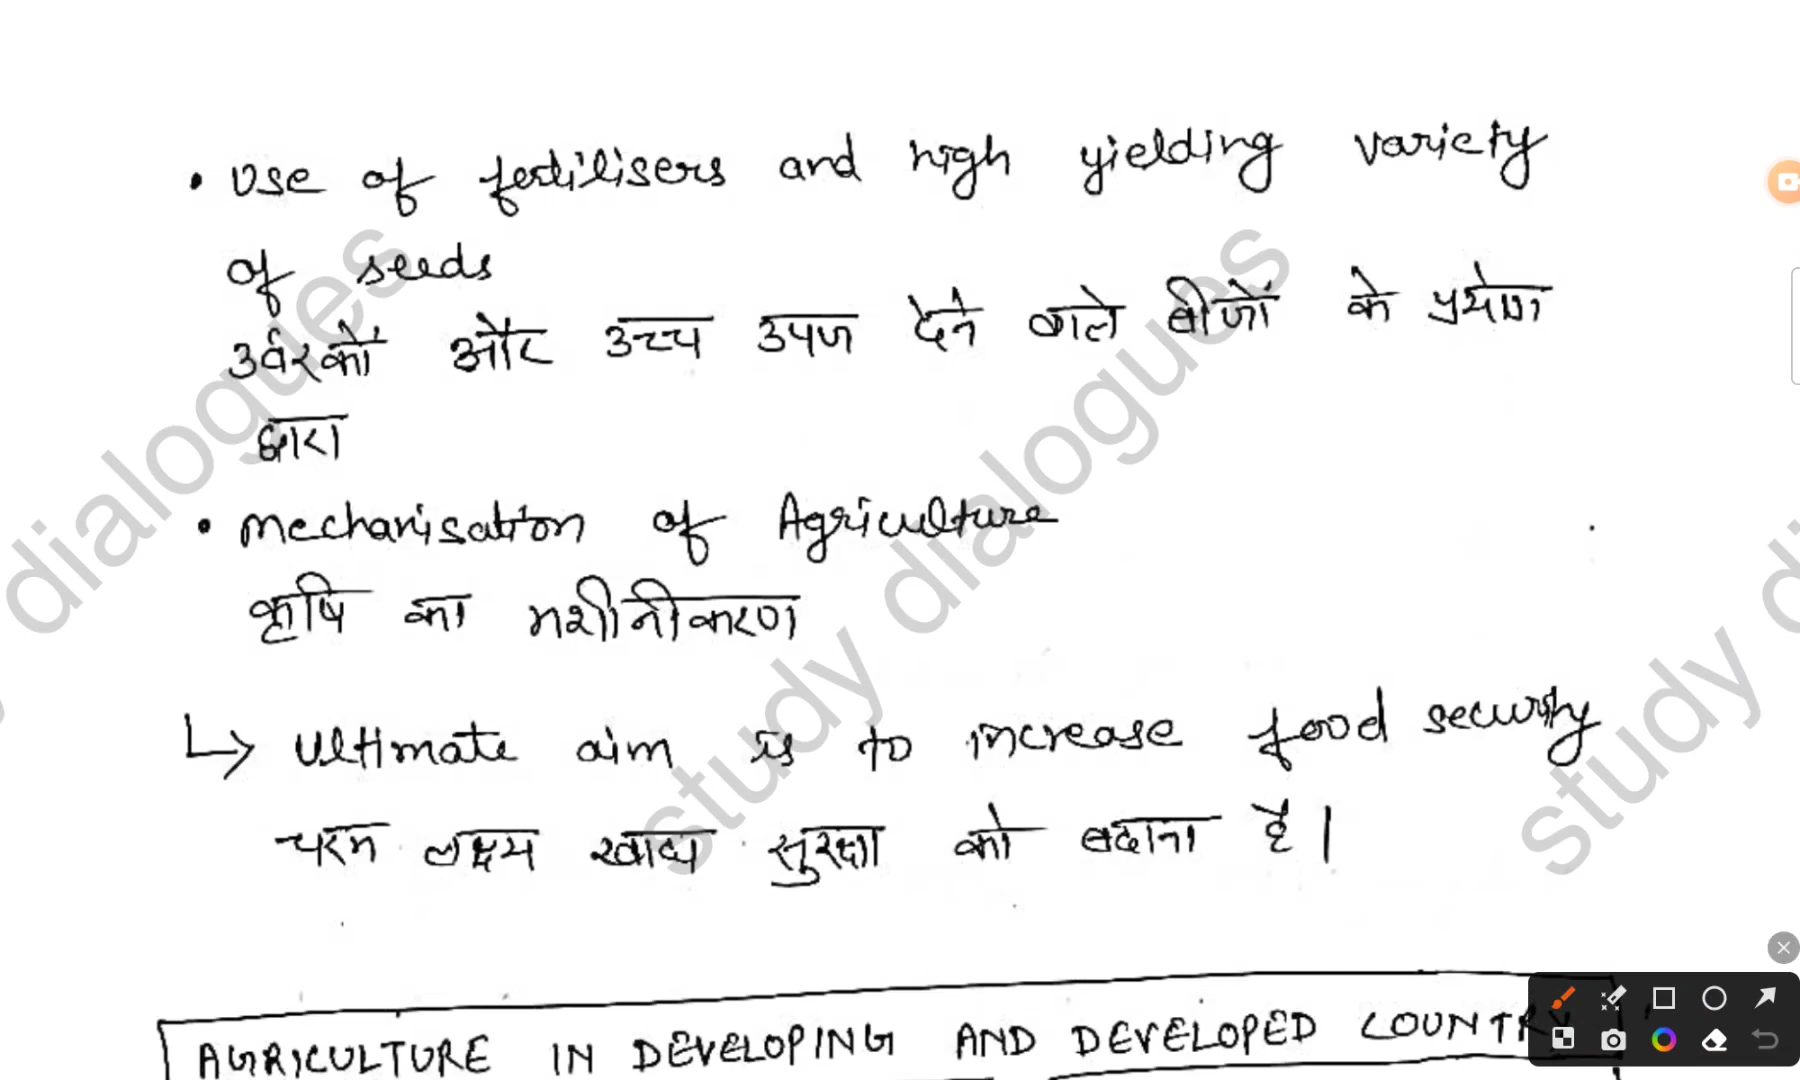 • Use of fertilisers and high yielding variety
of seeds
उर्वरकों और उच्च उपज देने वाले बीजों के प्रयोग
द्वारा
• Mechanisation of Agriculture
कृषि का मशीनीकरण
↳ Ultimate aim is to increase food security
चरम लक्ष्य खाद्य सुरक्षा को बढाना है।
AGRICULTURE IN DEVELOPING AND DEVELOPED COUNTRY
dialogues
study dialogues
study d